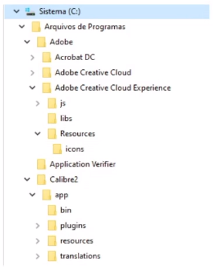 Sistema (C:)
Arquivos de Programas
Adobe
Acrobat DC
Adobe Creative Cloud
Adobe Creative Cloud Experience
js
libs
Resources
icons
Application Verifier
Calibre2
app
bin
plugins
resources
translations